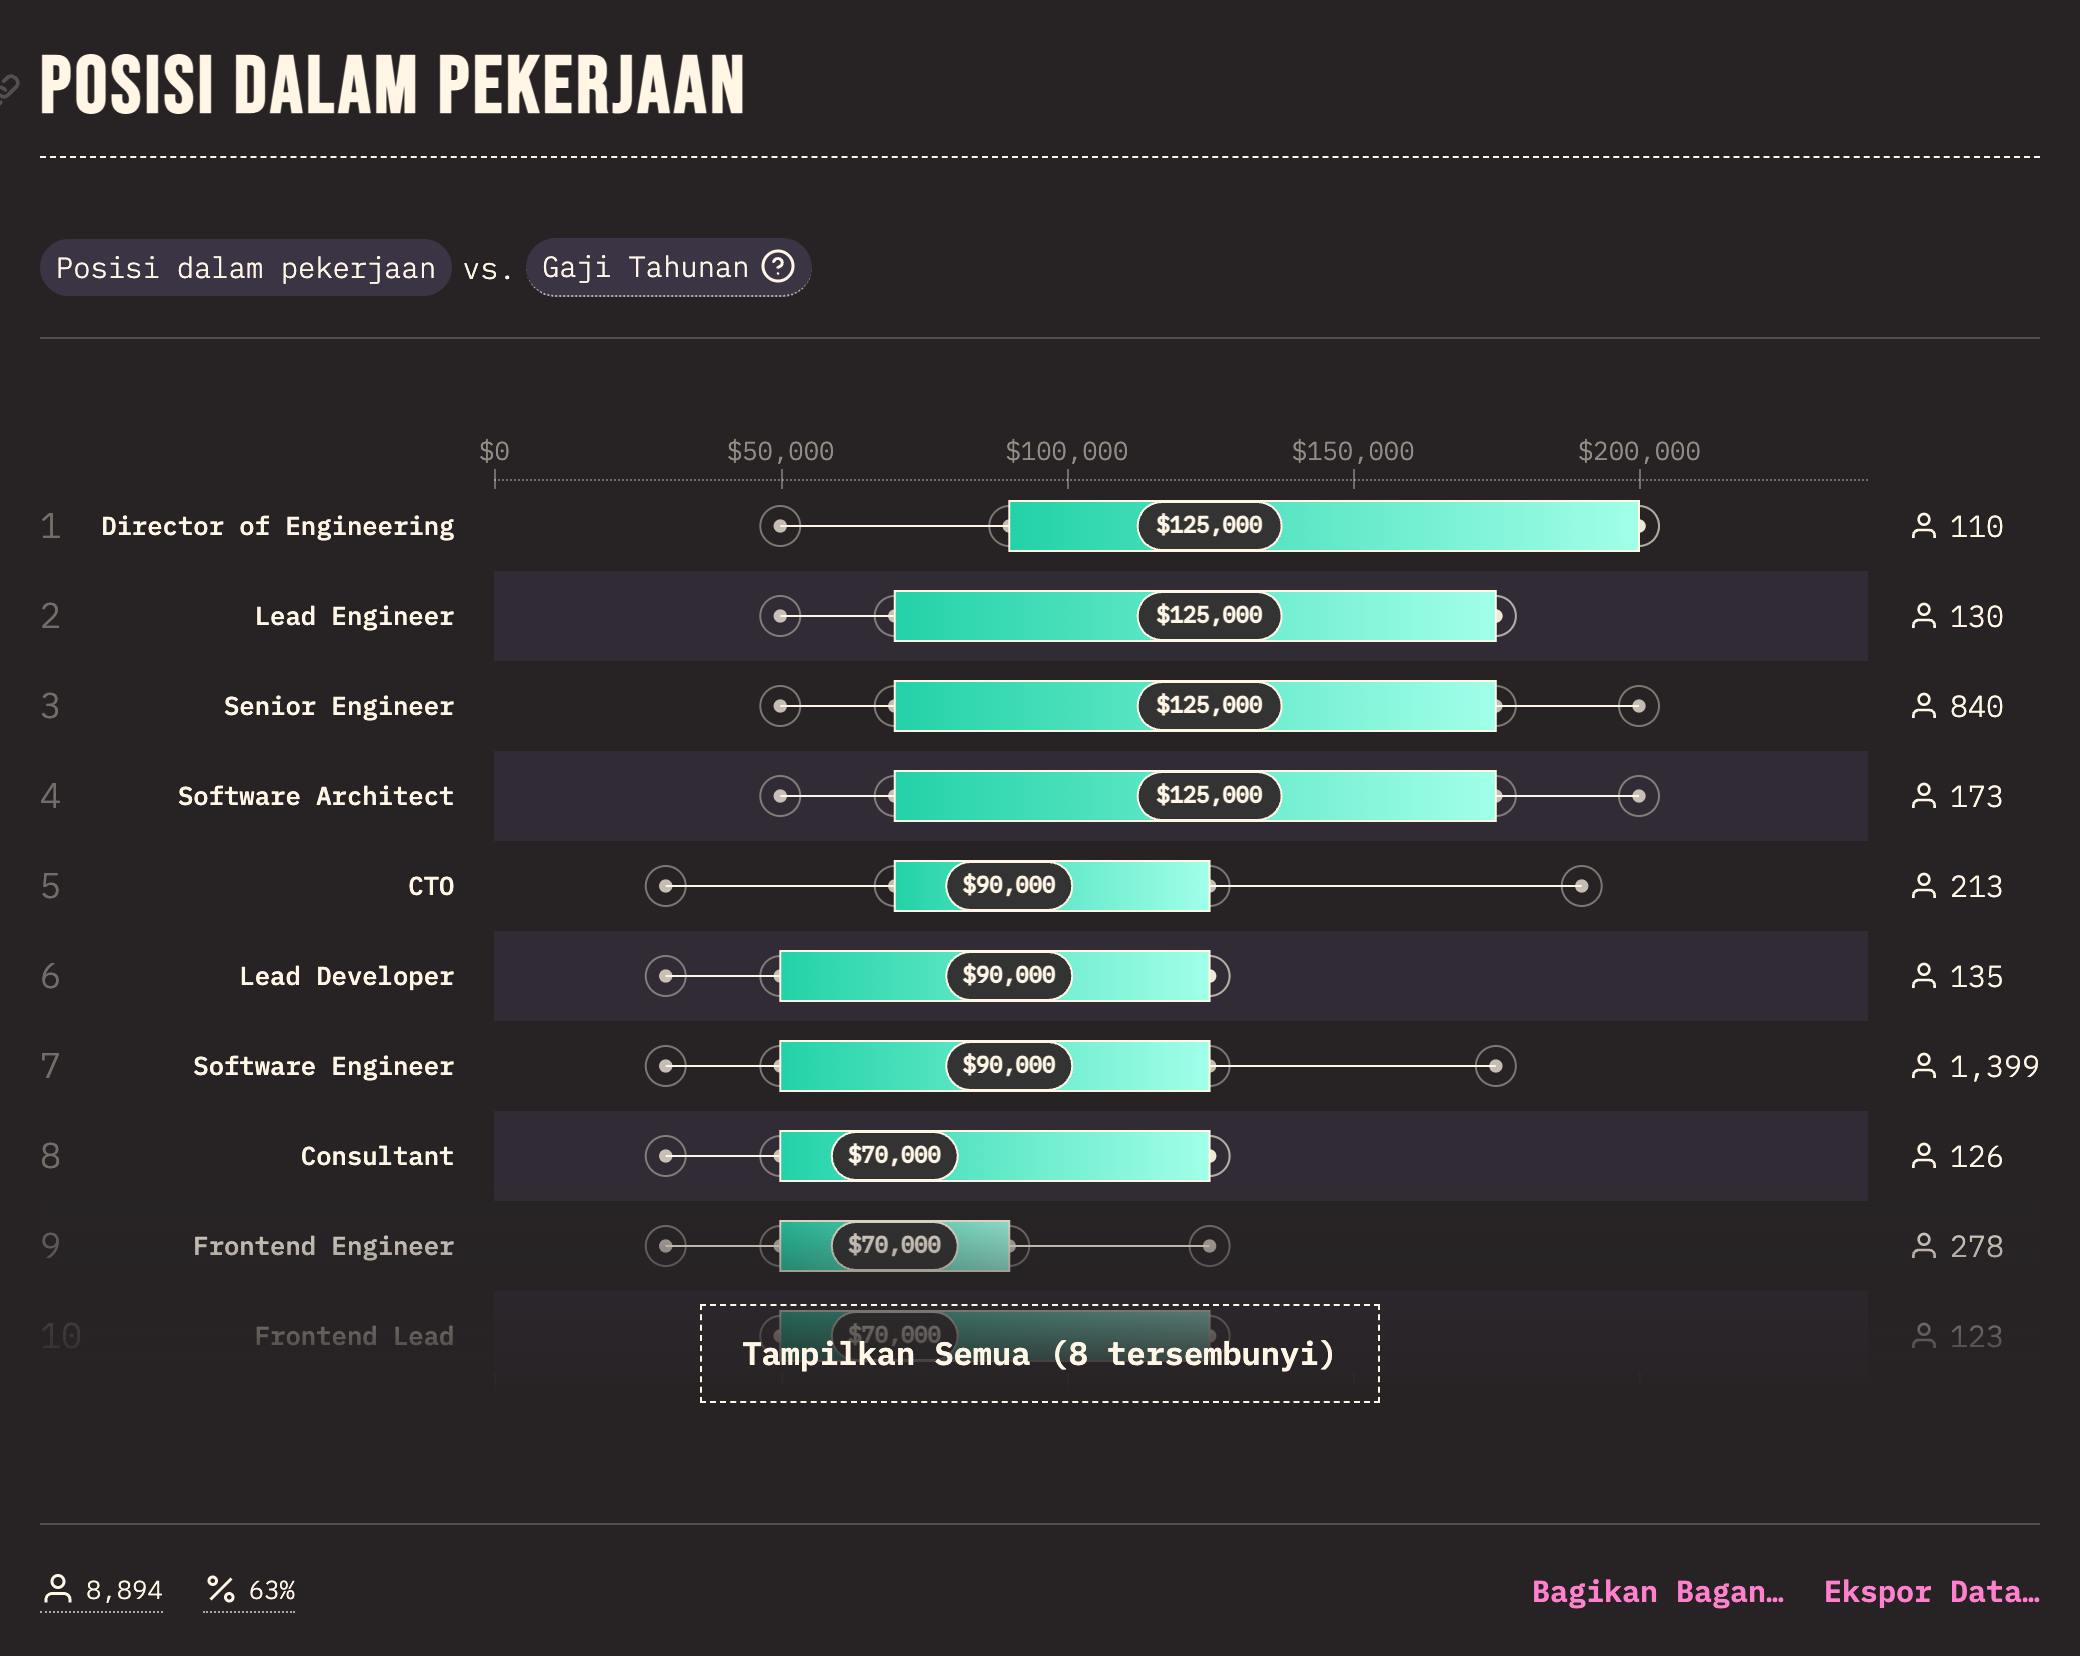 POSISI DALAM PEKERJAAN
Posisi dalam pekerjaan vs. Gaji Tahunan
$0 $50,000 $100,000 $150,000 $200,000
1 Director of Engineering $125,000 110
2 Lead Engineer $125,000 130
3 Senior Engineer $125,000 840
4 Software Architect $125,000 173
5 CTO $90,000 213
6 Lead Developer $90,000 135
7 Software Engineer $90,000 1,399
8 Consultant $70,000 126
9 Frontend Engineer $70,000 278
10 Frontend Lead $70,000 123
Tampilkan Semua (8 tersembunyi)
8,894 63% Bagikan Bagan… Ekspor Data…